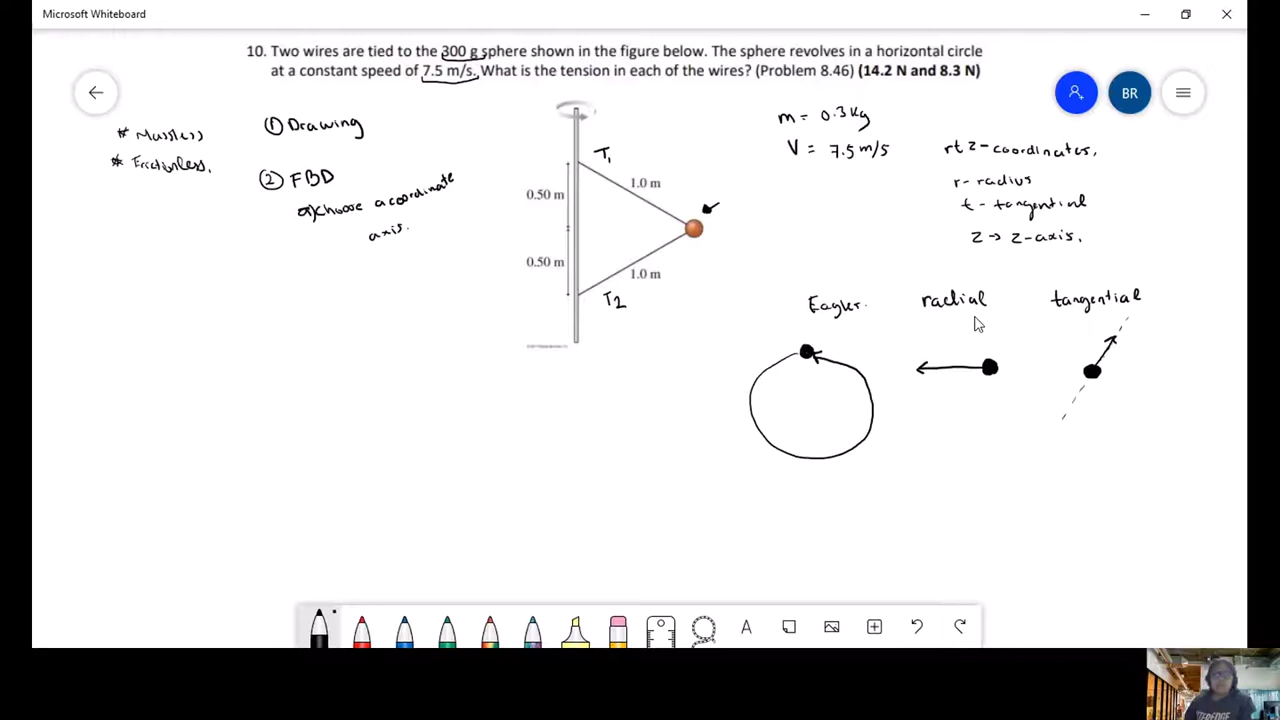 Microsoft Whiteboard
10. Two wires are tied to the 300 g sphere shown in the figure below. The sphere revolves in a horizontal circle
at a constant speed of 7.5 m/s. What is the tension in each of the wires? (Problem 8.46) (14.2 N and 8.3 N)
BR
* Massless
* Frictionless.
① Drawing
② FBD
a) choose a coordinate
axis.
T1
0.50 m
1.0 m
0.50 m
1.0 m
T2
m = 0.3 kg
V = 7.5 m/s
rtz-coordinates.
r - radius
t - tangential
z → z-axis.
Eagler.
radial
tangential
A